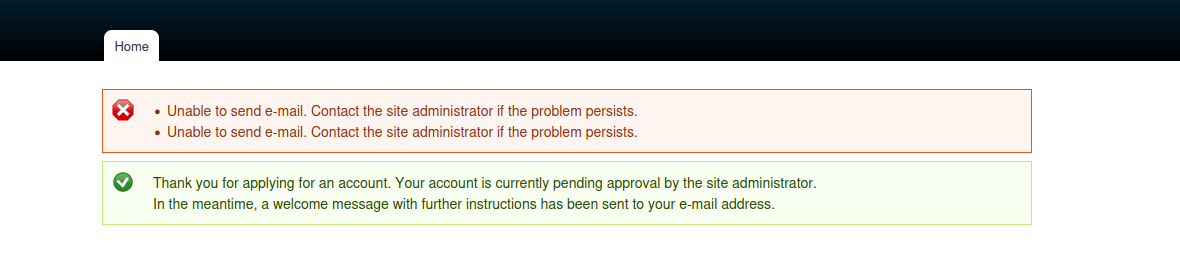 Home
Unable to send e-mail. Contact the site administrator if the problem persists.
Unable to send e-mail. Contact the site administrator if the problem persists.
Thank you for applying for an account. Your account is currently pending approval by the site administrator.
In the meantime, a welcome message with further instructions has been sent to your e-mail address.